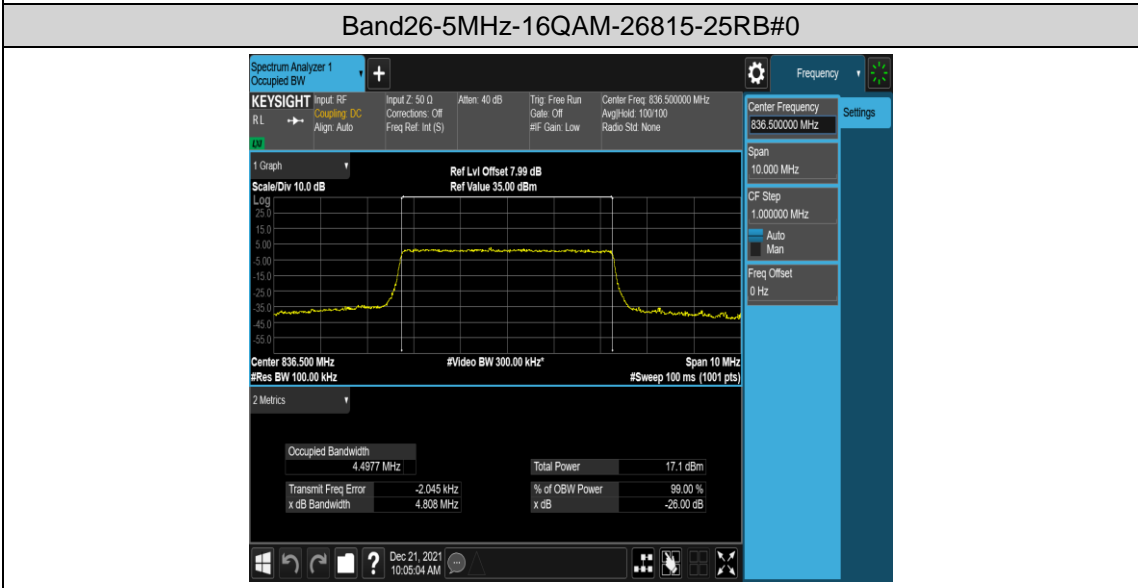 Band26-5MHz-16QAM-26815-25RB#0
Spectrum Analyzer 1
Occupied BW
+
Frequency
KEYSIGHT
RL
Input: RF
Coupling: DC
Align: Auto
Input Z: 50 Ω
Corrections: Off
Freq Ref: Int (S)
Atten: 40 dB
Trig: Free Run
Gate: Off
#IF Gain: Low
Center Freq: 836.500000 MHz
Avg|Hold: 100/100
Radio Std: None
Center Frequency
836.500000 MHz
Settings
Span
10.000 MHz
CF Step
1.000000 MHz
Auto
Man
Freq Offset
0 Hz
1 Graph
Scale/Div 10.0 dB
Ref Lvl Offset 7.99 dB
Ref Value 35.00 dBm
Log
25.0
15.0
5.00
-5.00
-15.0
-25.0
-35.0
-45.0
-55.0
Center 836.500 MHz
#Res BW 100.00 kHz
#Video BW 300.00 kHz*
Span 10 MHz
#Sweep 100 ms (1001 pts)
2 Metrics
Occupied Bandwidth
4.4977 MHz
Total Power 17.1 dBm
Transmit Freq Error -2.045 kHz
% of OBW Power 99.00 %
x dB Bandwidth 4.808 MHz
x dB -26.00 dB
?
Dec 21, 2021
10:05:04 AM